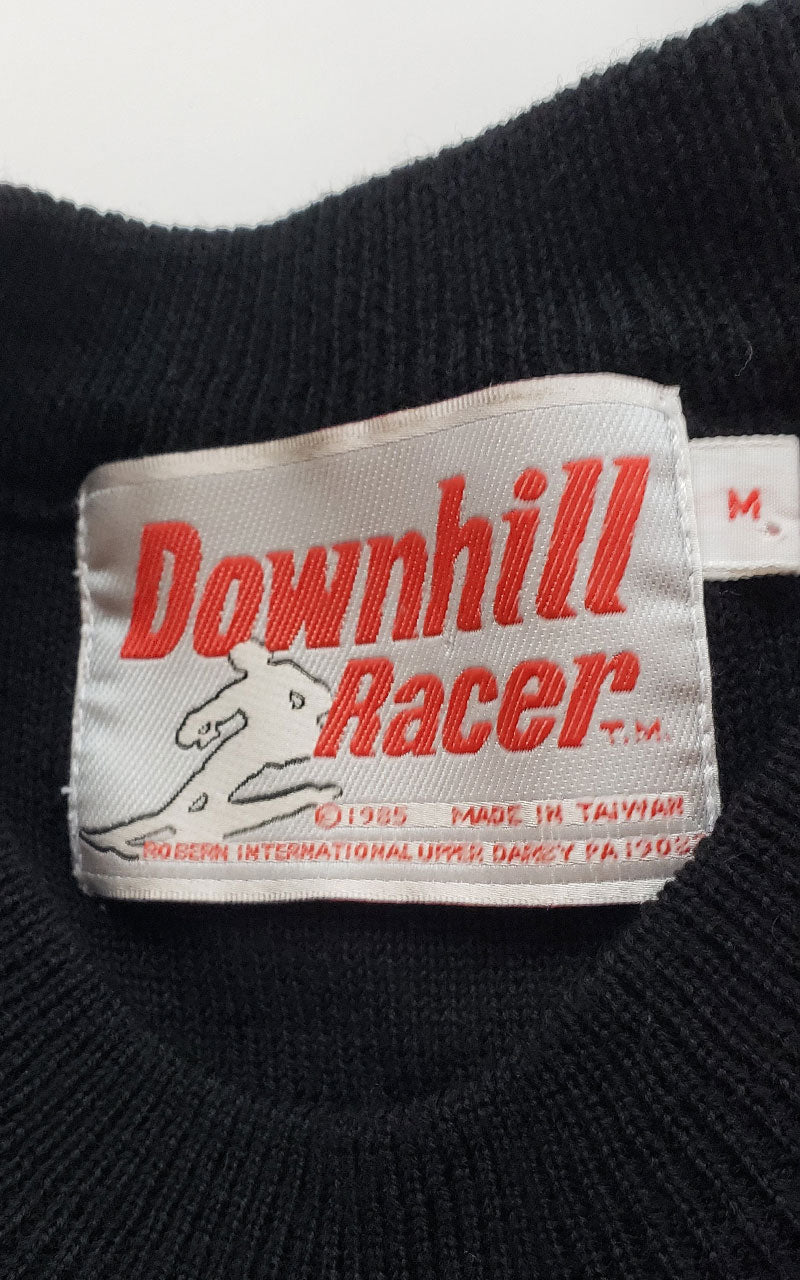 Downhill
Racer T.M.
M
©1985 MADE IN TAIWAN
ROBERN INTERNATIONAL UPPER DARBY PA